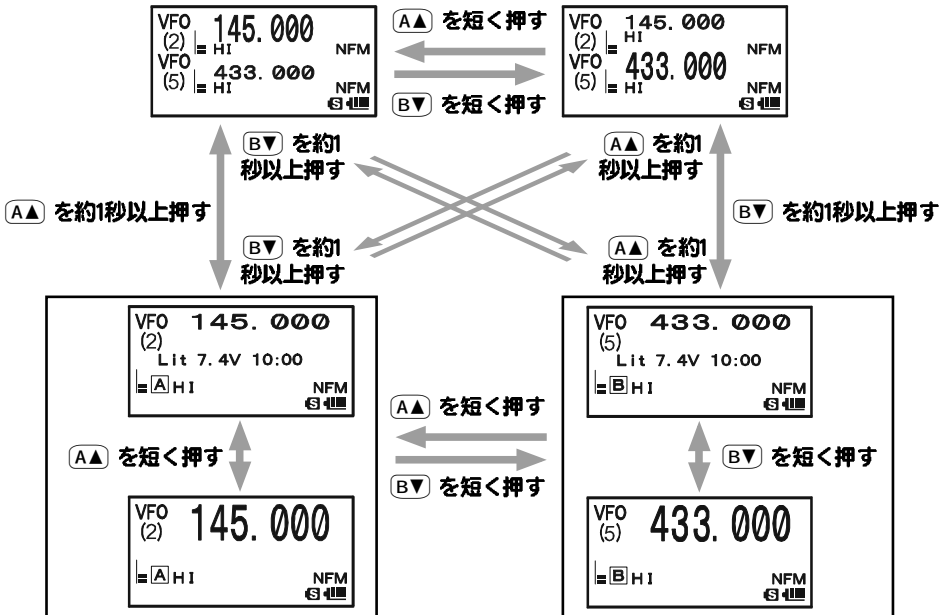 VFO 145. 000
(2) HI NFM
VFO 433. 000
(5) HI NFM
S
A▲ を短く押す
B▼ を短く押す
VFO 145. 000
(2) HI NFM
VFO 433. 000
(5) HI NFM
S
B▼ を約1
秒以上押す
A▲ を約1
秒以上押す
A▲ を約1秒以上押す
B▼ を約1秒以上押す
B▼ を約1
秒以上押す
A▲ を約1
秒以上押す
VFO 145. 000
(2)
Lit 7. 4V 10:00
A HI NFM
S
VFO 433. 000
(5)
Lit 7. 4V 10:00
B HI NFM
S
A▲ を短く押す
B▼ を短く押す
A▲ を短く押す
B▼ を短く押す
VFO 145. 000
(2)
A HI NFM
S
VFO 433. 000
(5)
B HI NFM
S